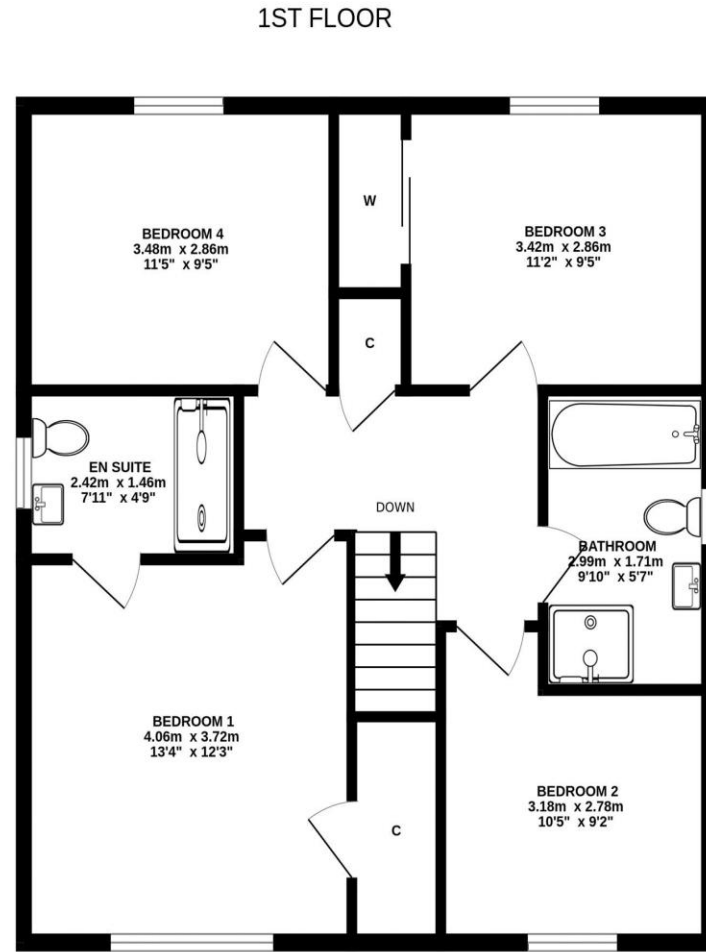 1ST FLOOR
BEDROOM 4
3.48m x 2.86m
11'5" x 9'5"
W
BEDROOM 3
3.42m x 2.86m
11'2" x 9'5"
C
EN SUITE
2.42m x 1.46m
7'11" x 4'9"
DOWN
BATHROOM
2.99m x 1.71m
9'10" x 5'7"
BEDROOM 1
4.06m x 3.72m
13'4" x 12'3"
C
BEDROOM 2
3.18m x 2.78m
10'5" x 9'2"